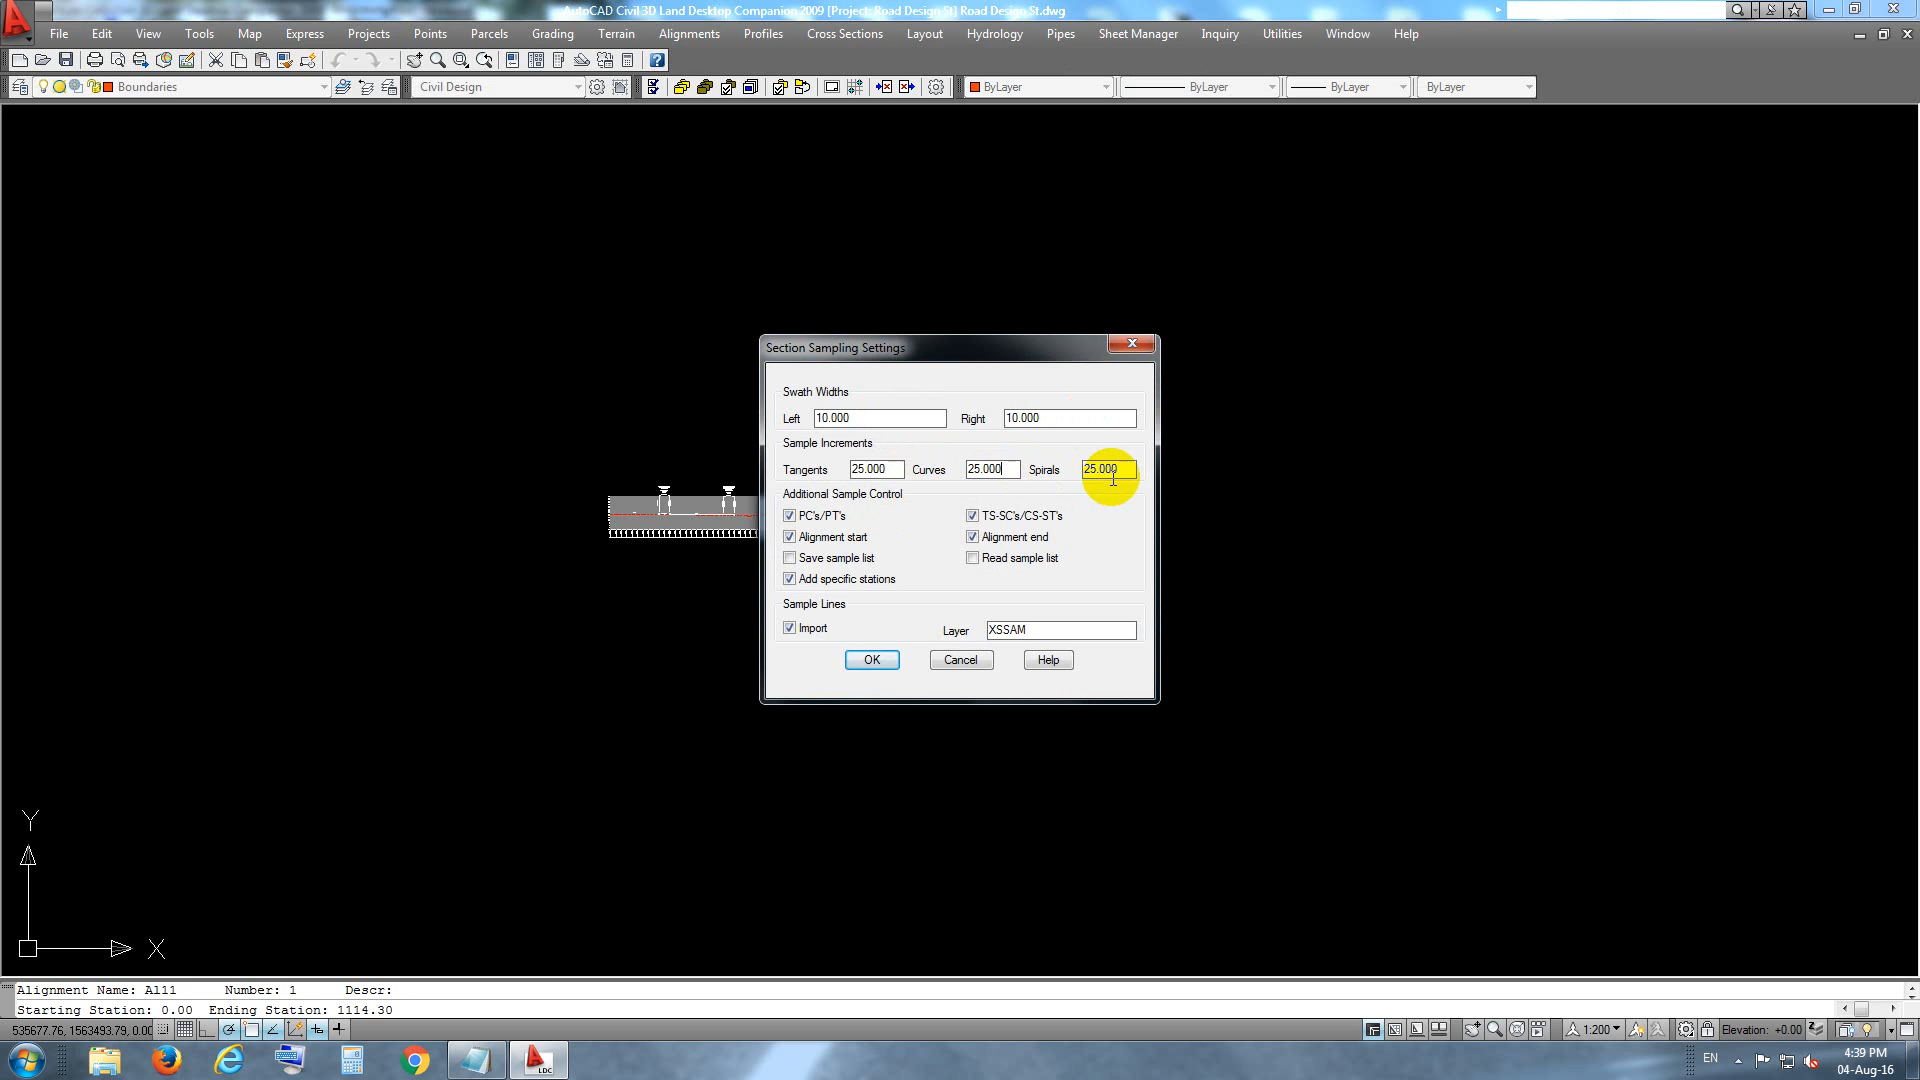 AutoCAD Civil 3D Land Desktop Companion 2009 [Project: Road Design St] Road Design St.dwg
File Edit View Tools Map Express Projects Points Parcels Grading Terrain Alignments Profiles Cross Sections Layout Hydrology Pipes Sheet Manager Inquiry Utilities Window Help
Boundaries Civil Design ByLayer ByLayer ByLayer ByLayer
Section Sampling Settings
Swath Widths
Left 10.000 Right 10.000
Sample Increments
Tangents 25.000 Curves 25.000 Spirals 25.000
Additional Sample Control
PC's/PT's TS-SC's/CS-ST's
Alignment start Alignment end
Save sample list Read sample list
Add specific stations
Sample Lines
Import Layer XSSAM
OK Cancel Help
Y
X
Alignment Name: Al11 Number: 1 Descr:
Starting Station: 0.00 Ending Station: 1114.30
535677.76, 1563493.79, 0.00 1:200 Elevation: +0.00
LDC
EN
4:39 PM
04-Aug-16